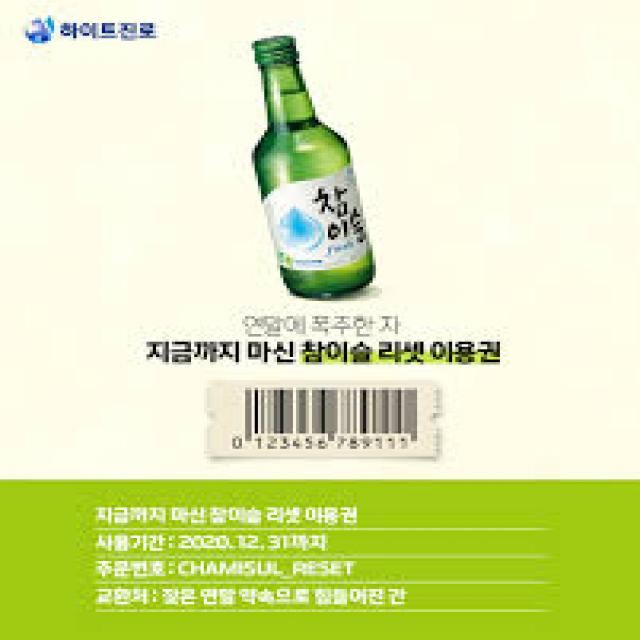 하이트진로
참
이슬
fresh
연말에 폭주한 자
지금까지 마신 참이슬 리셋 이용권
0 123456 789111
지금까지 마신 참이슬 리셋 이용권
사용기간 : 2020. 12. 31까지
주문번호 : CHAMISUL_RESET
교환처 : 잦은 연말 약속으로 힘들어진 간